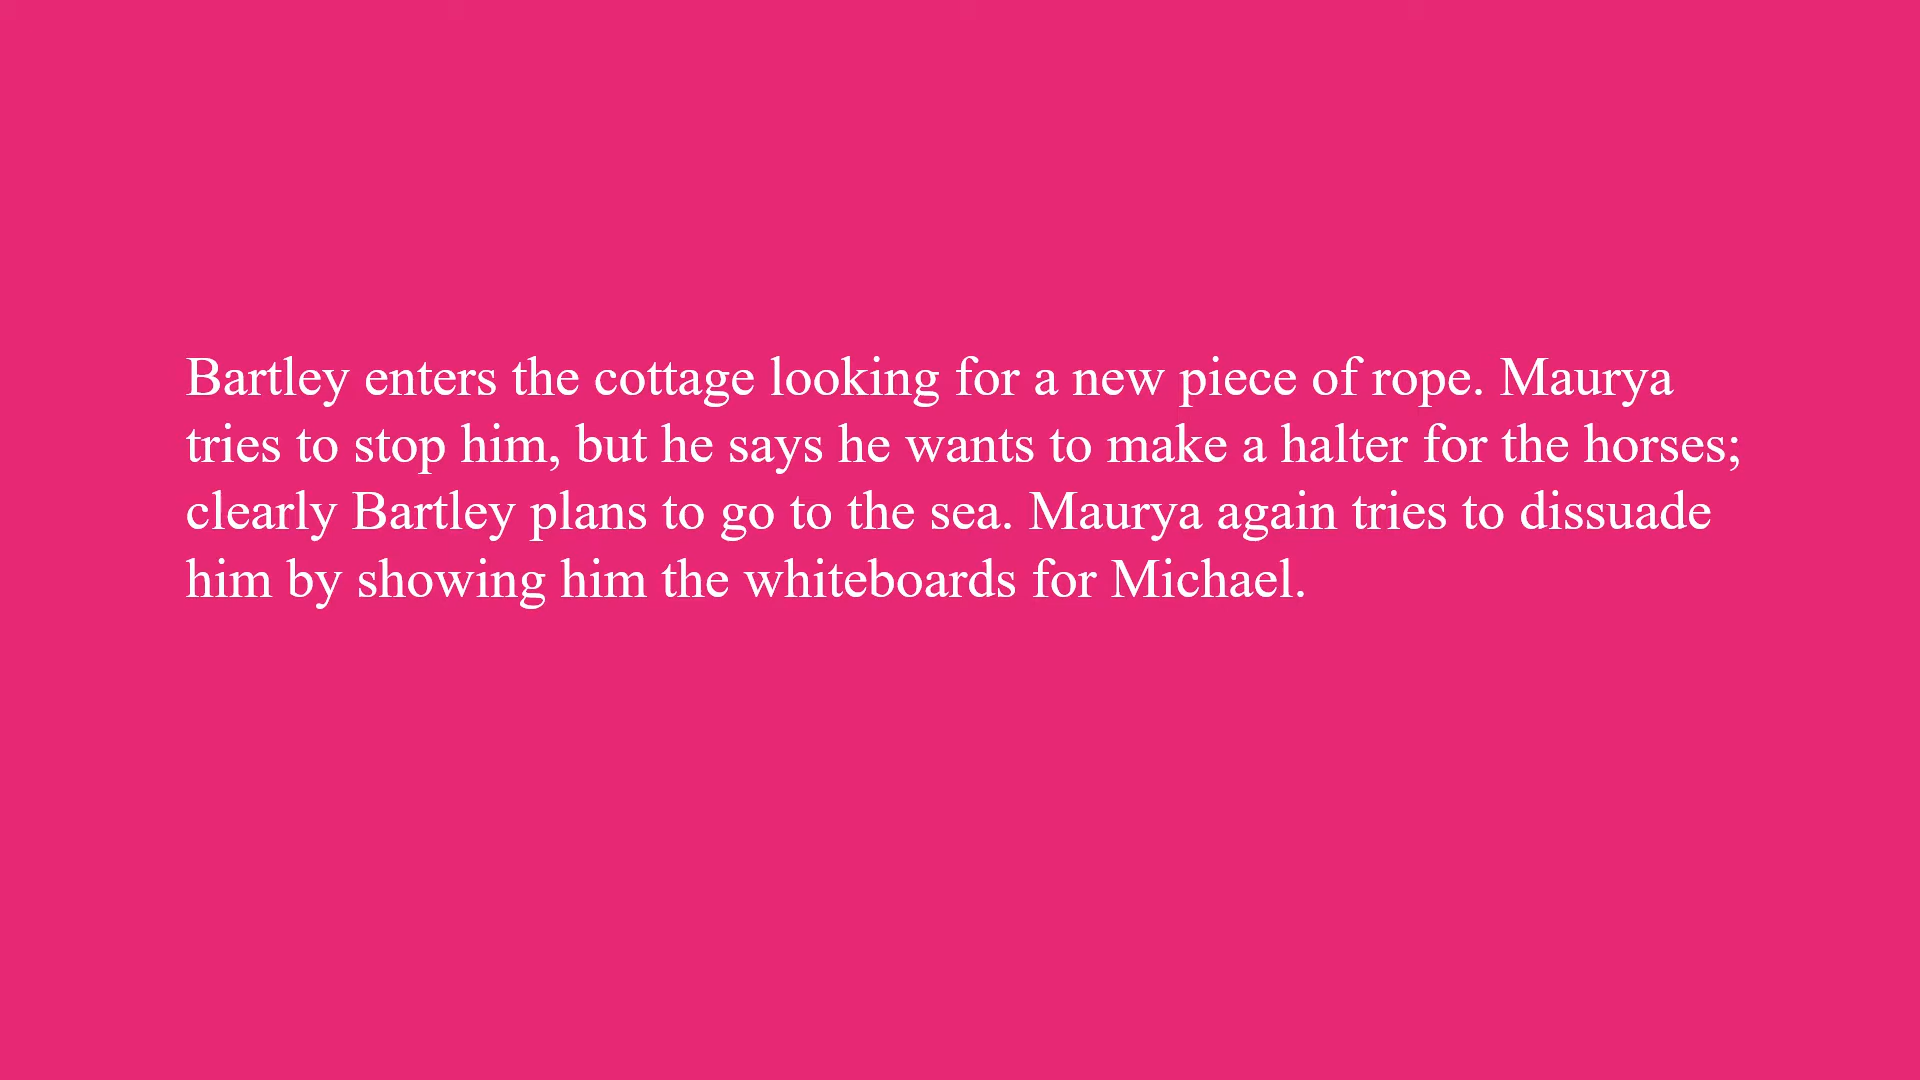 Bartley enters the cottage looking for a new piece of rope. Maurya
tries to stop him, but he says he wants to make a halter for the horses;
clearly Bartley plans to go to the sea. Maurya again tries to dissuade
him by showing him the whiteboards for Michael.